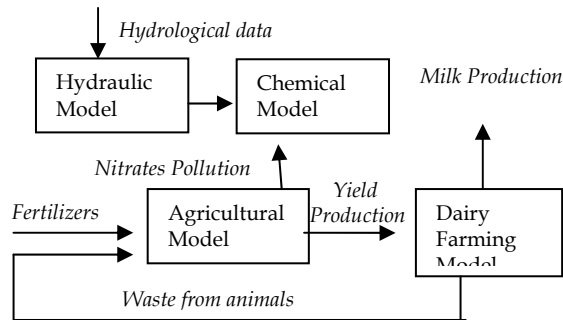 Hydrological data
Hydraulic
Model
Chemical
Model
Milk Production
Nitrates Pollution
Fertilizers
Agricultural
Model
Yield
Production
Dairy
Farming
Model
Waste from animals